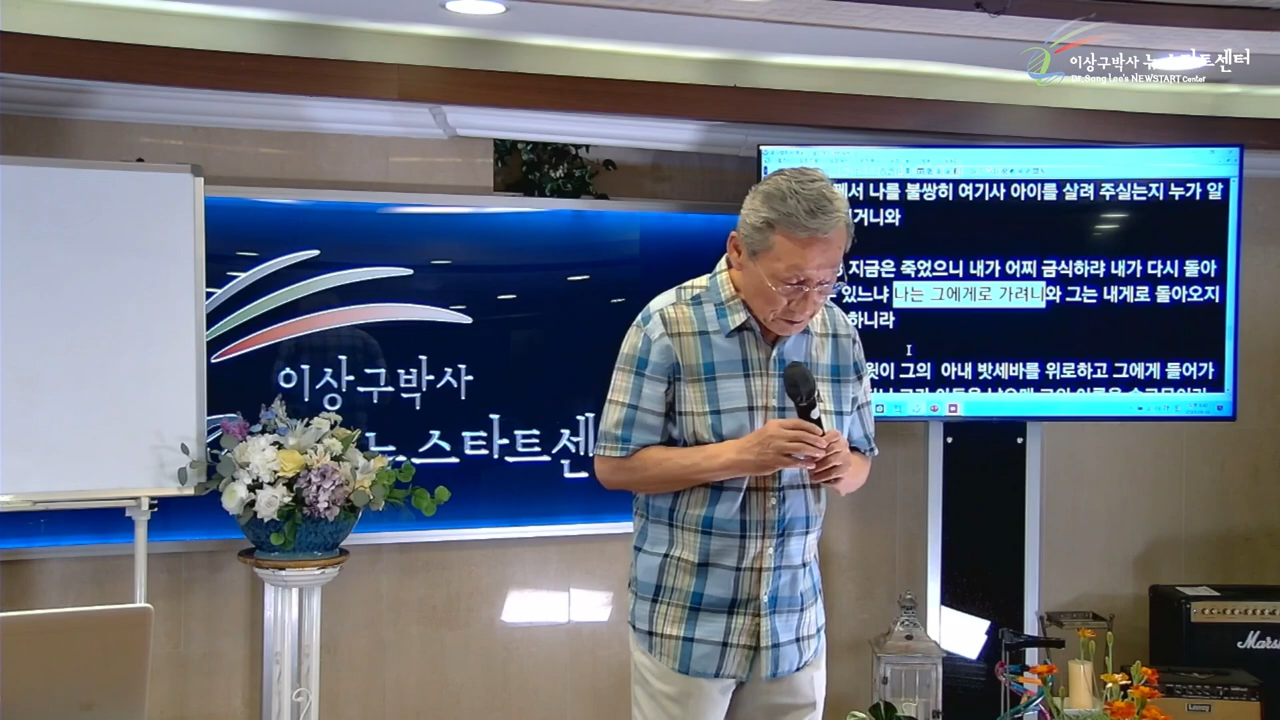 이상구박사 뉴스타트센터
Dr. Sang Lee's NEWSTART Center
나를 불쌍히 여기사 아이를 살려 주실는지 누가 알
거니와
지금은 죽었으니 내가 어찌 금식하랴 내가 다시 돌아
있느냐 나는 그에게로 가려니와 그는 내게로 돌아오지
하니라
그의 아내 밧세바를 위로하고 그에게 들어가
이상구박사
뉴스타트센
Laney